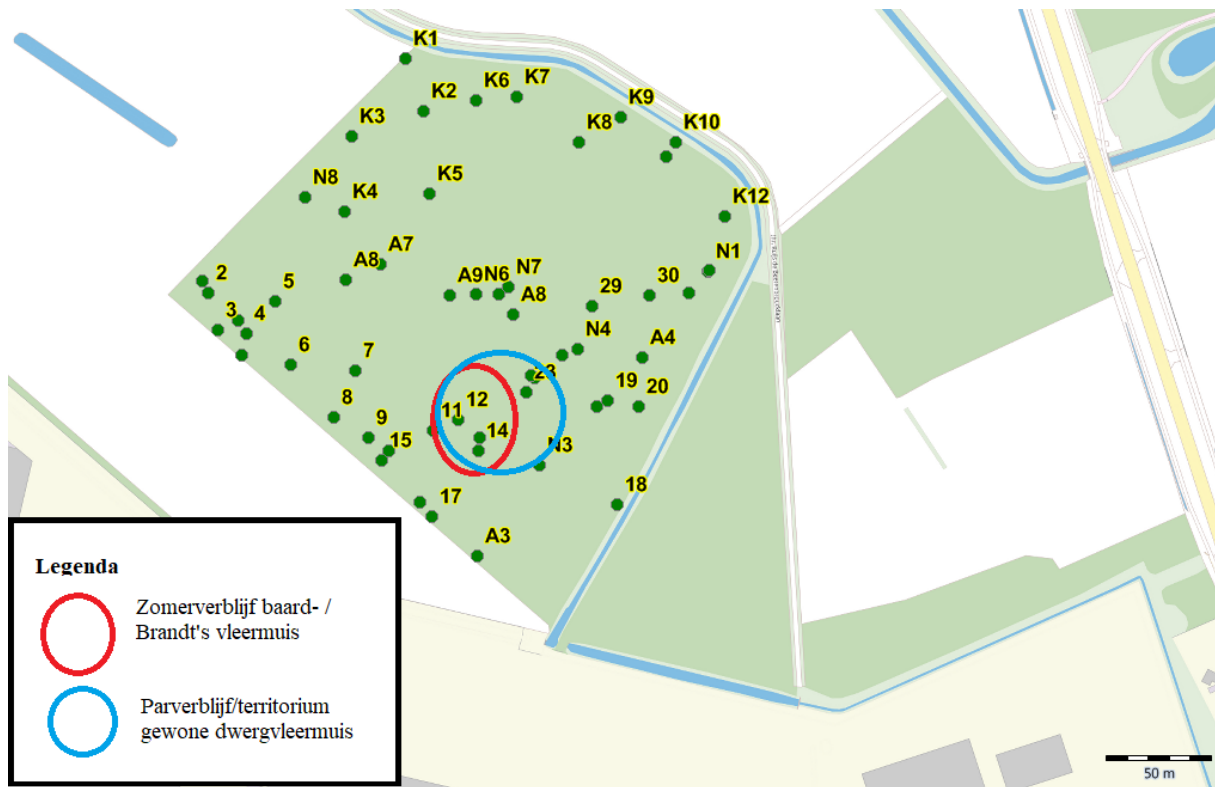 K1
K6
K7
K2
K9
K3
K8
K10
N8
K4
K5
K12
A7
N1
A8
2
5
A9
N6
N7
30
29
A8
3
4
N4
A4
6
7
23
19
20
12
11
8
9
14
15
N3
17
18
A3
Legenda
Zomerverblijf baard- /
Brandt's vleermuis
Parverblijf/territorium
gewone dwergvleermuis
50 m